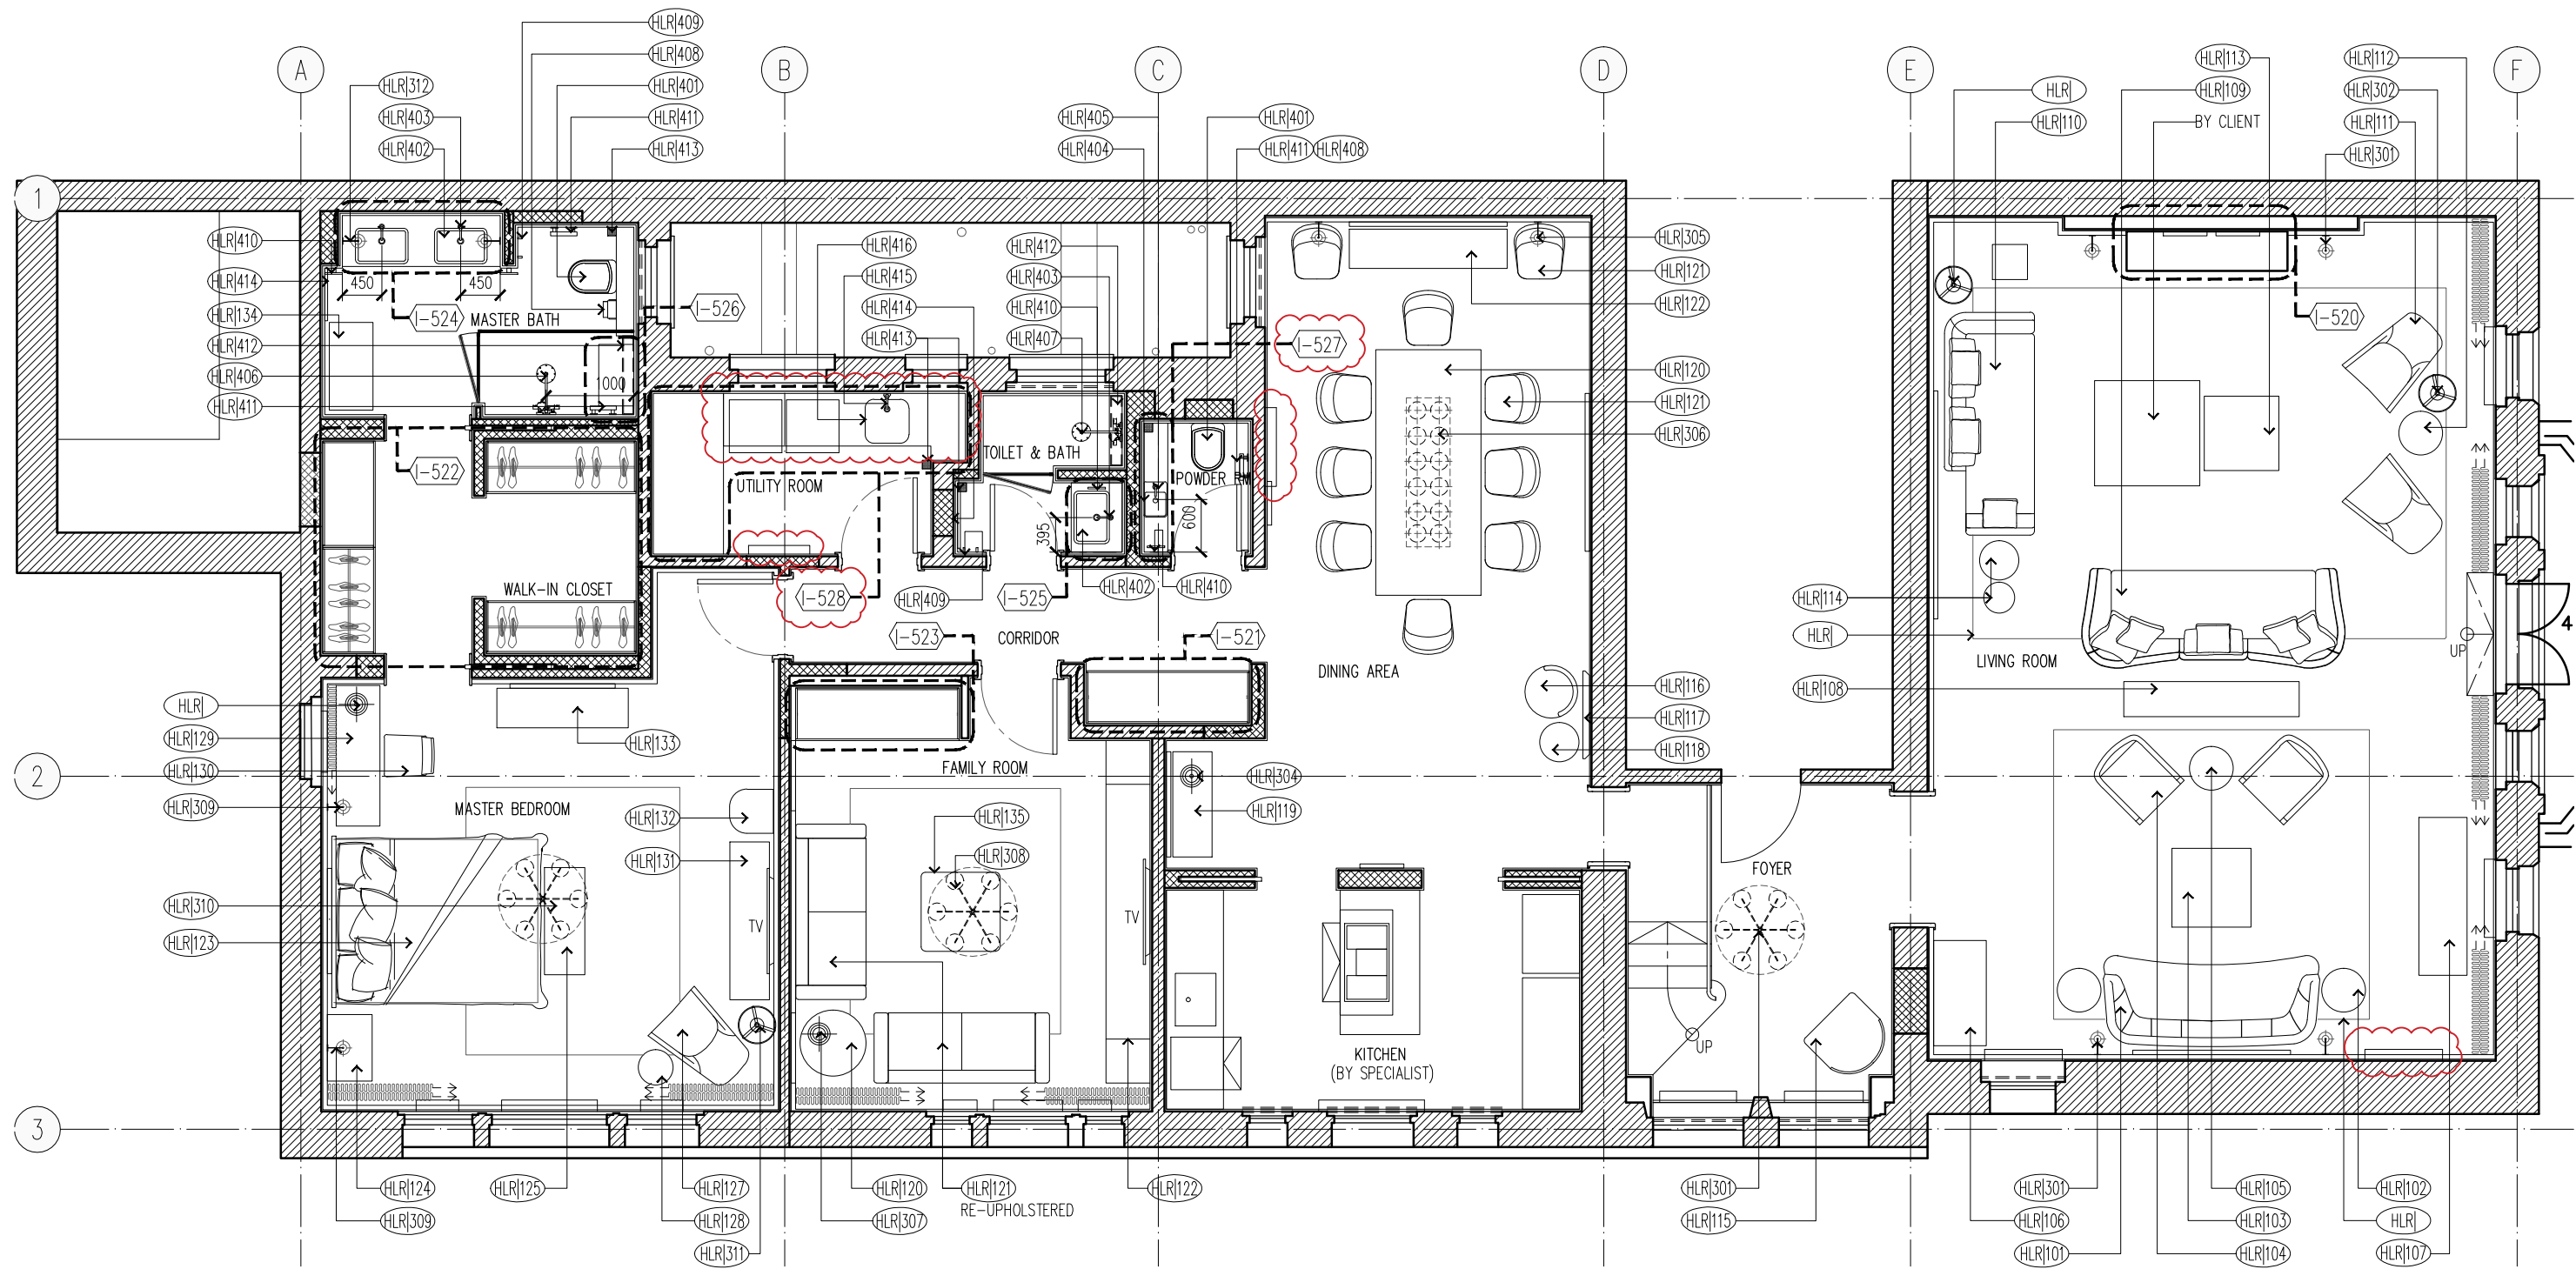 HLR|409
HLR|408
A
B
C
D
E
F
HLR|312
HLR|401
HLR|403
HLR|411
HLR|402
HLR|413
HLR|405
HLR|401
HLR|404
HLR|411
HLR|408
HLR|
HLR|110
HLR|113
HLR|109
BY CLIENT
HLR|112
HLR|302
HLR|111
HLR|301
1
HLR|410
HLR|414
HLR|134
HLR|412
HLR|406
HLR|411
450
450
I-524
MASTER BATH
I-526
1000
HLR|416
HLR|415
HLR|414
HLR|413
HLR|412
HLR|403
HLR|410
HLR|407
I-527
HLR|305
HLR|121
HLR|122
HLR|120
HLR|121
HLR|306
I-520
I-522
UTILITY ROOM
TOILET & BATH
POWDER RM
395
600
WALK-IN CLOSET
I-528
HLR|409
I-525
HLR|402
HLR|410
I-523
CORRIDOR
I-521
DINING AREA
HLR|114
HLR|
LIVING ROOM
HLR|108
UP
4
HLR|116
HLR|117
HLR|118
HLR|
HLR|129
HLR|130
HLR|309
HLR|133
2
MASTER BEDROOM
FAMILY ROOM
HLR|304
HLR|119
HLR|132
HLR|131
HLR|135
HLR|308
FOYER
HLR|310
HLR|123
TV
TV
KITCHEN
(BY SPECIALIST)
UP
3
HLR|124
HLR|309
HLR|125
HLR|127
HLR|128
HLR|311
HLR|120
HLR|307
HLR|121
RE-UPHOLSTERED
HLR|122
HLR|301
HLR|115
HLR|301
HLR|106
HLR|101
HLR|105
HLR|103
HLR|104
HLR|102
HLR|
HLR|107